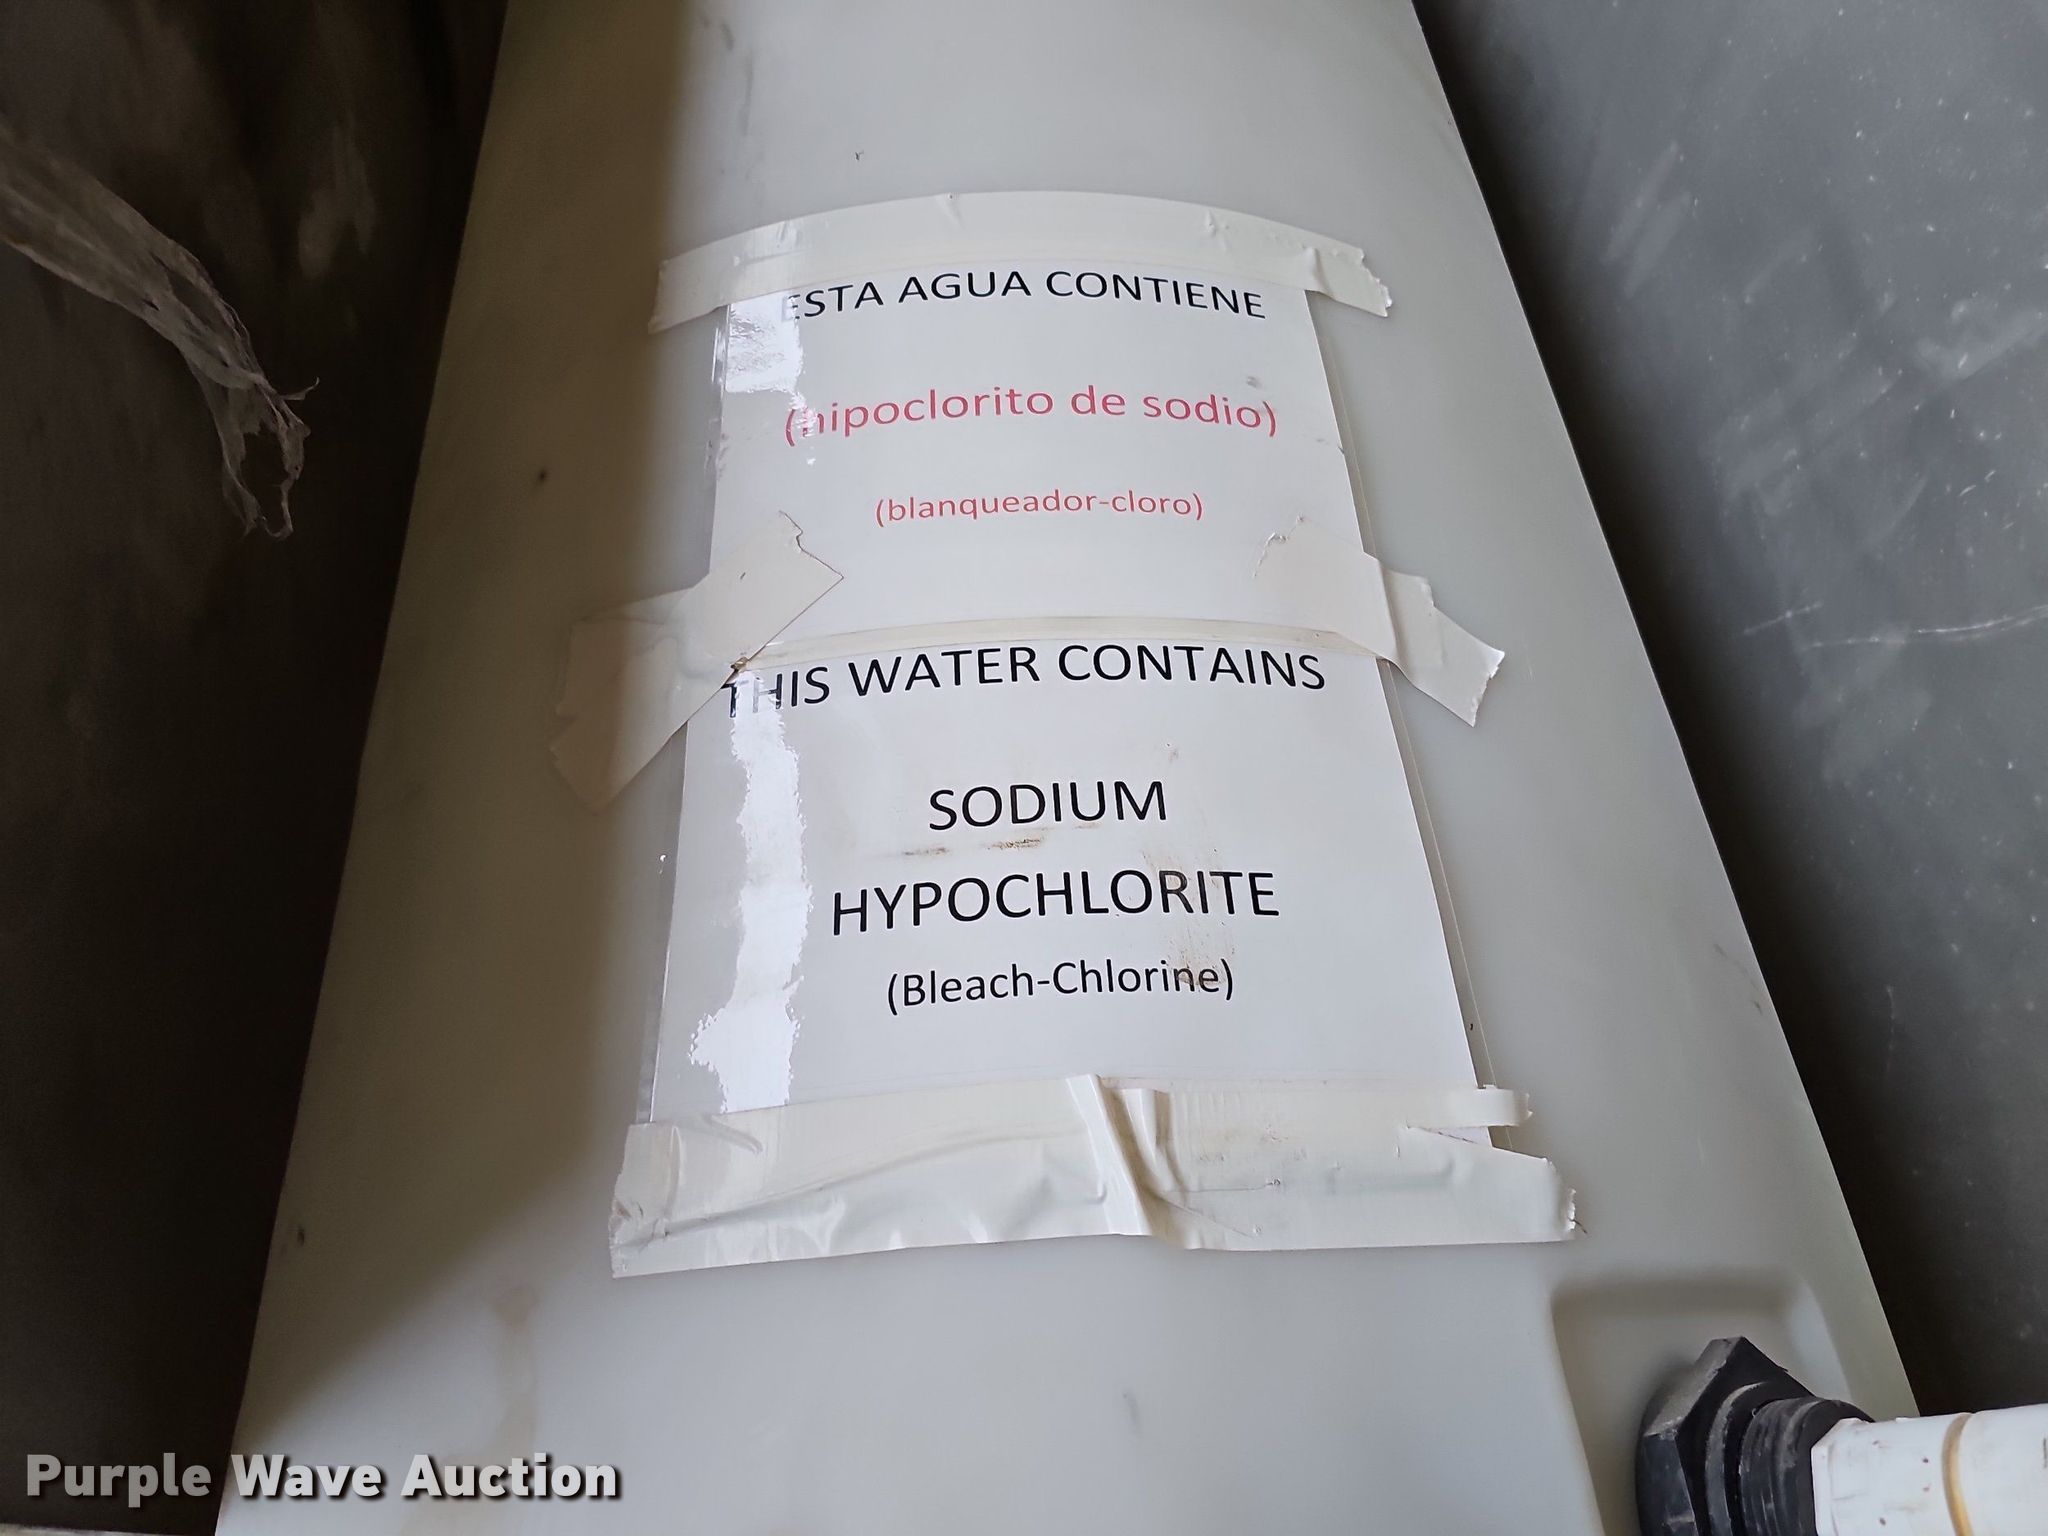 ESTA AGUA CONTIENE
(hipoclorito de sodio)
(blanqueador-cloro)
THIS WATER CONTAINS
SODIUM
HYPOCHLORITE
(Bleach-Chlorine)
Purple Wave Auction